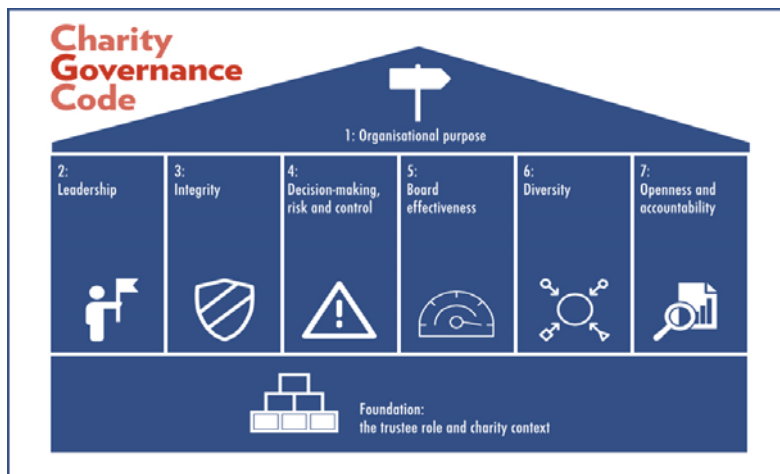 Charity
Governance
Code
1: Organisational purpose
2:
Leadership
3:
Integrity
4:
Decision-making,
risk and control
5:
Board
effectiveness
6:
Diversity
7:
Openness and
accountability
Foundation:
the trustee role and charity context